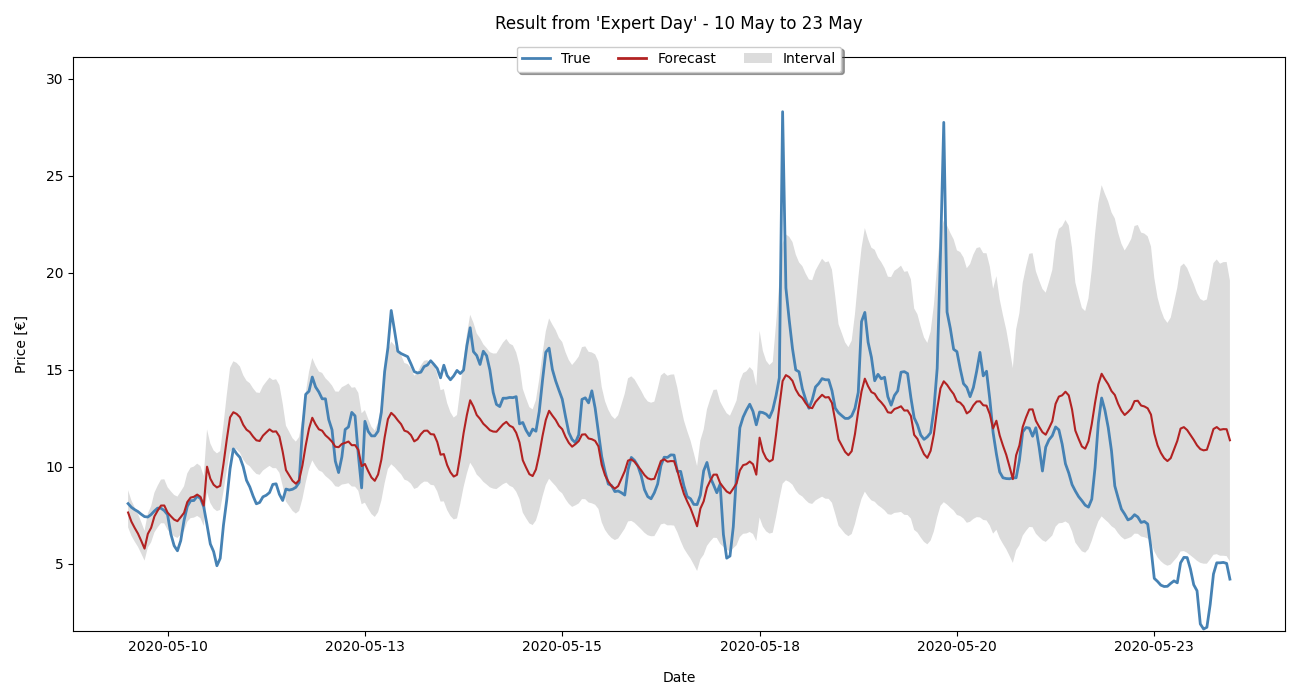 Result from 'Expert Day' - 10 May to 23 May
True Forecast Interval
30
25
20
15
10
5
Price [€]
2020-05-10 2020-05-13 2020-05-15 2020-05-18 2020-05-20 2020-05-23
Date